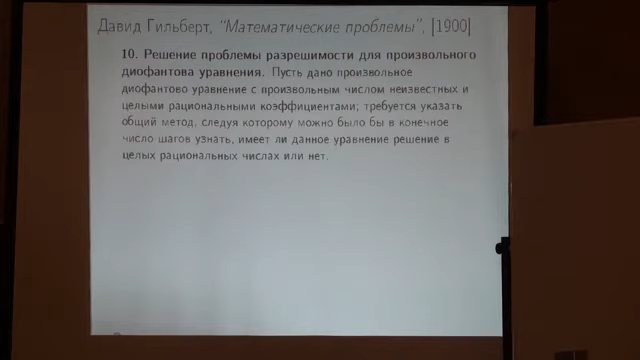 Давид Гильберт, "Математические проблемы", [1900]
10. Решение проблемы разрешимости для произвольного
диофантова уравнения. Пусть дано произвольное
диофантово уравнение с произвольным числом неизвестных и
целыми рациональными коэффициентами; требуется указать
общий метод, следуя которому можно было бы в конечное
число шагов узнать, имеет ли данное уравнение решение в
целых рациональных числах или нет.